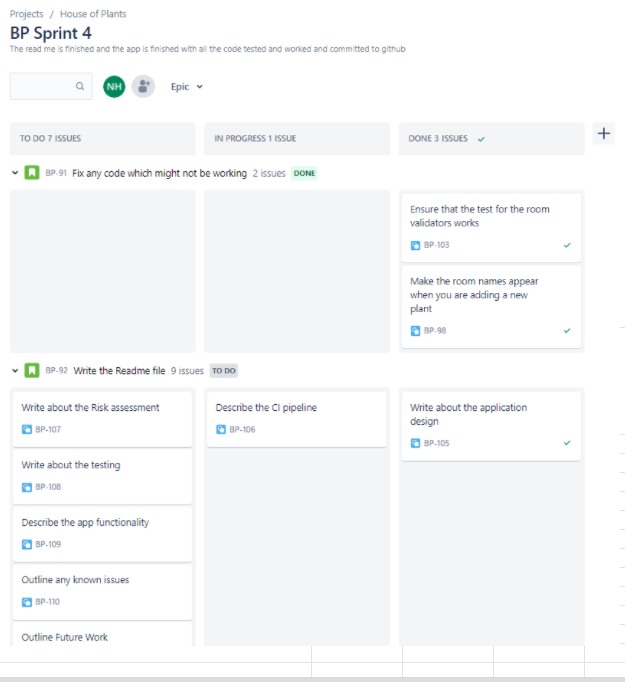 Projects / House of Plants
BP Sprint 4
The read me is finished and the app is finished with all the code tested and worked and committed to github
NH
Epic
TO DO 7 ISSUES
IN PROGRESS 1 ISSUE
DONE 3 ISSUES
BP-91 Fix any code which might not be working 2 issues DONE
Ensure that the test for the room
validators works
BP-103
Make the room names appear
when you are adding a new
plant
BP-98
BP-92 Write the Readme file 9 issues TO DO
Write about the Risk assessment
BP-107
Write about the testing
BP-108
Describe the app functionality
BP-109
Outline any known issues
BP-110
Outline Future Work
Describe the CI pipeline
BP-106
Write about the application
design
BP-105